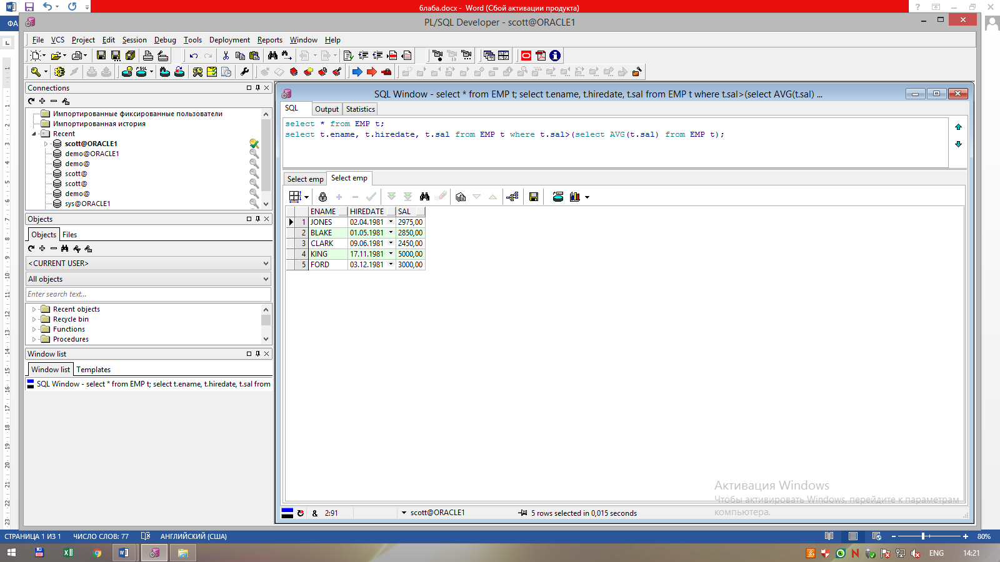 6лаба.docx - Word (Сбой активации продукта)
ФА
PL/SQL Developer - scott@ORACLE1
File VCS Project Edit Session Debug Tools Deployment Reports Window Help
Connections
Импортированные фиксированные пользователи
Импортированная история
Recent
scott@ORACLE1
demo@ORACLE1
demo@
scott@
scott@
demo@
sys@ORACLE1
Objects
Objects Files
<CURRENT USER>
All objects
Enter search text...
Recent objects
Recycle bin
Functions
Procedures
Window list
Window list Templates
SQL Window - select * from EMP t; select t.ename, t.hiredate, t.sal from
SQL Window - select * from EMP t; select t.ename, t.hiredate, t.sal from EMP t where t.sal>(select AVG(t.sal) ...
SQL Output Statistics
select * from EMP t;
select t.ename, t.hiredate, t.sal from EMP t where t.sal>(select AVG(t.sal) from EMP t);
Select emp Select emp
ENAME HIREDATE SAL
1 JONES 02.04.1981 2975,00
2 BLAKE 01.05.1981 2850,00
3 CLARK 09.06.1981 2450,00
4 KING 17.11.1981 5000,00
5 FORD 03.12.1981 3000,00
Активация Windows
Чтобы активировать Windows, перейдите к параметрам
компьютера.
& 2:91 scott@ORACLE1 5 rows selected in 0,015 seconds
СТРАНИЦА 1 ИЗ 1 ЧИСЛО СЛОВ: 77 АНГЛИЙСКИЙ (США) 80%
ENG 14:21